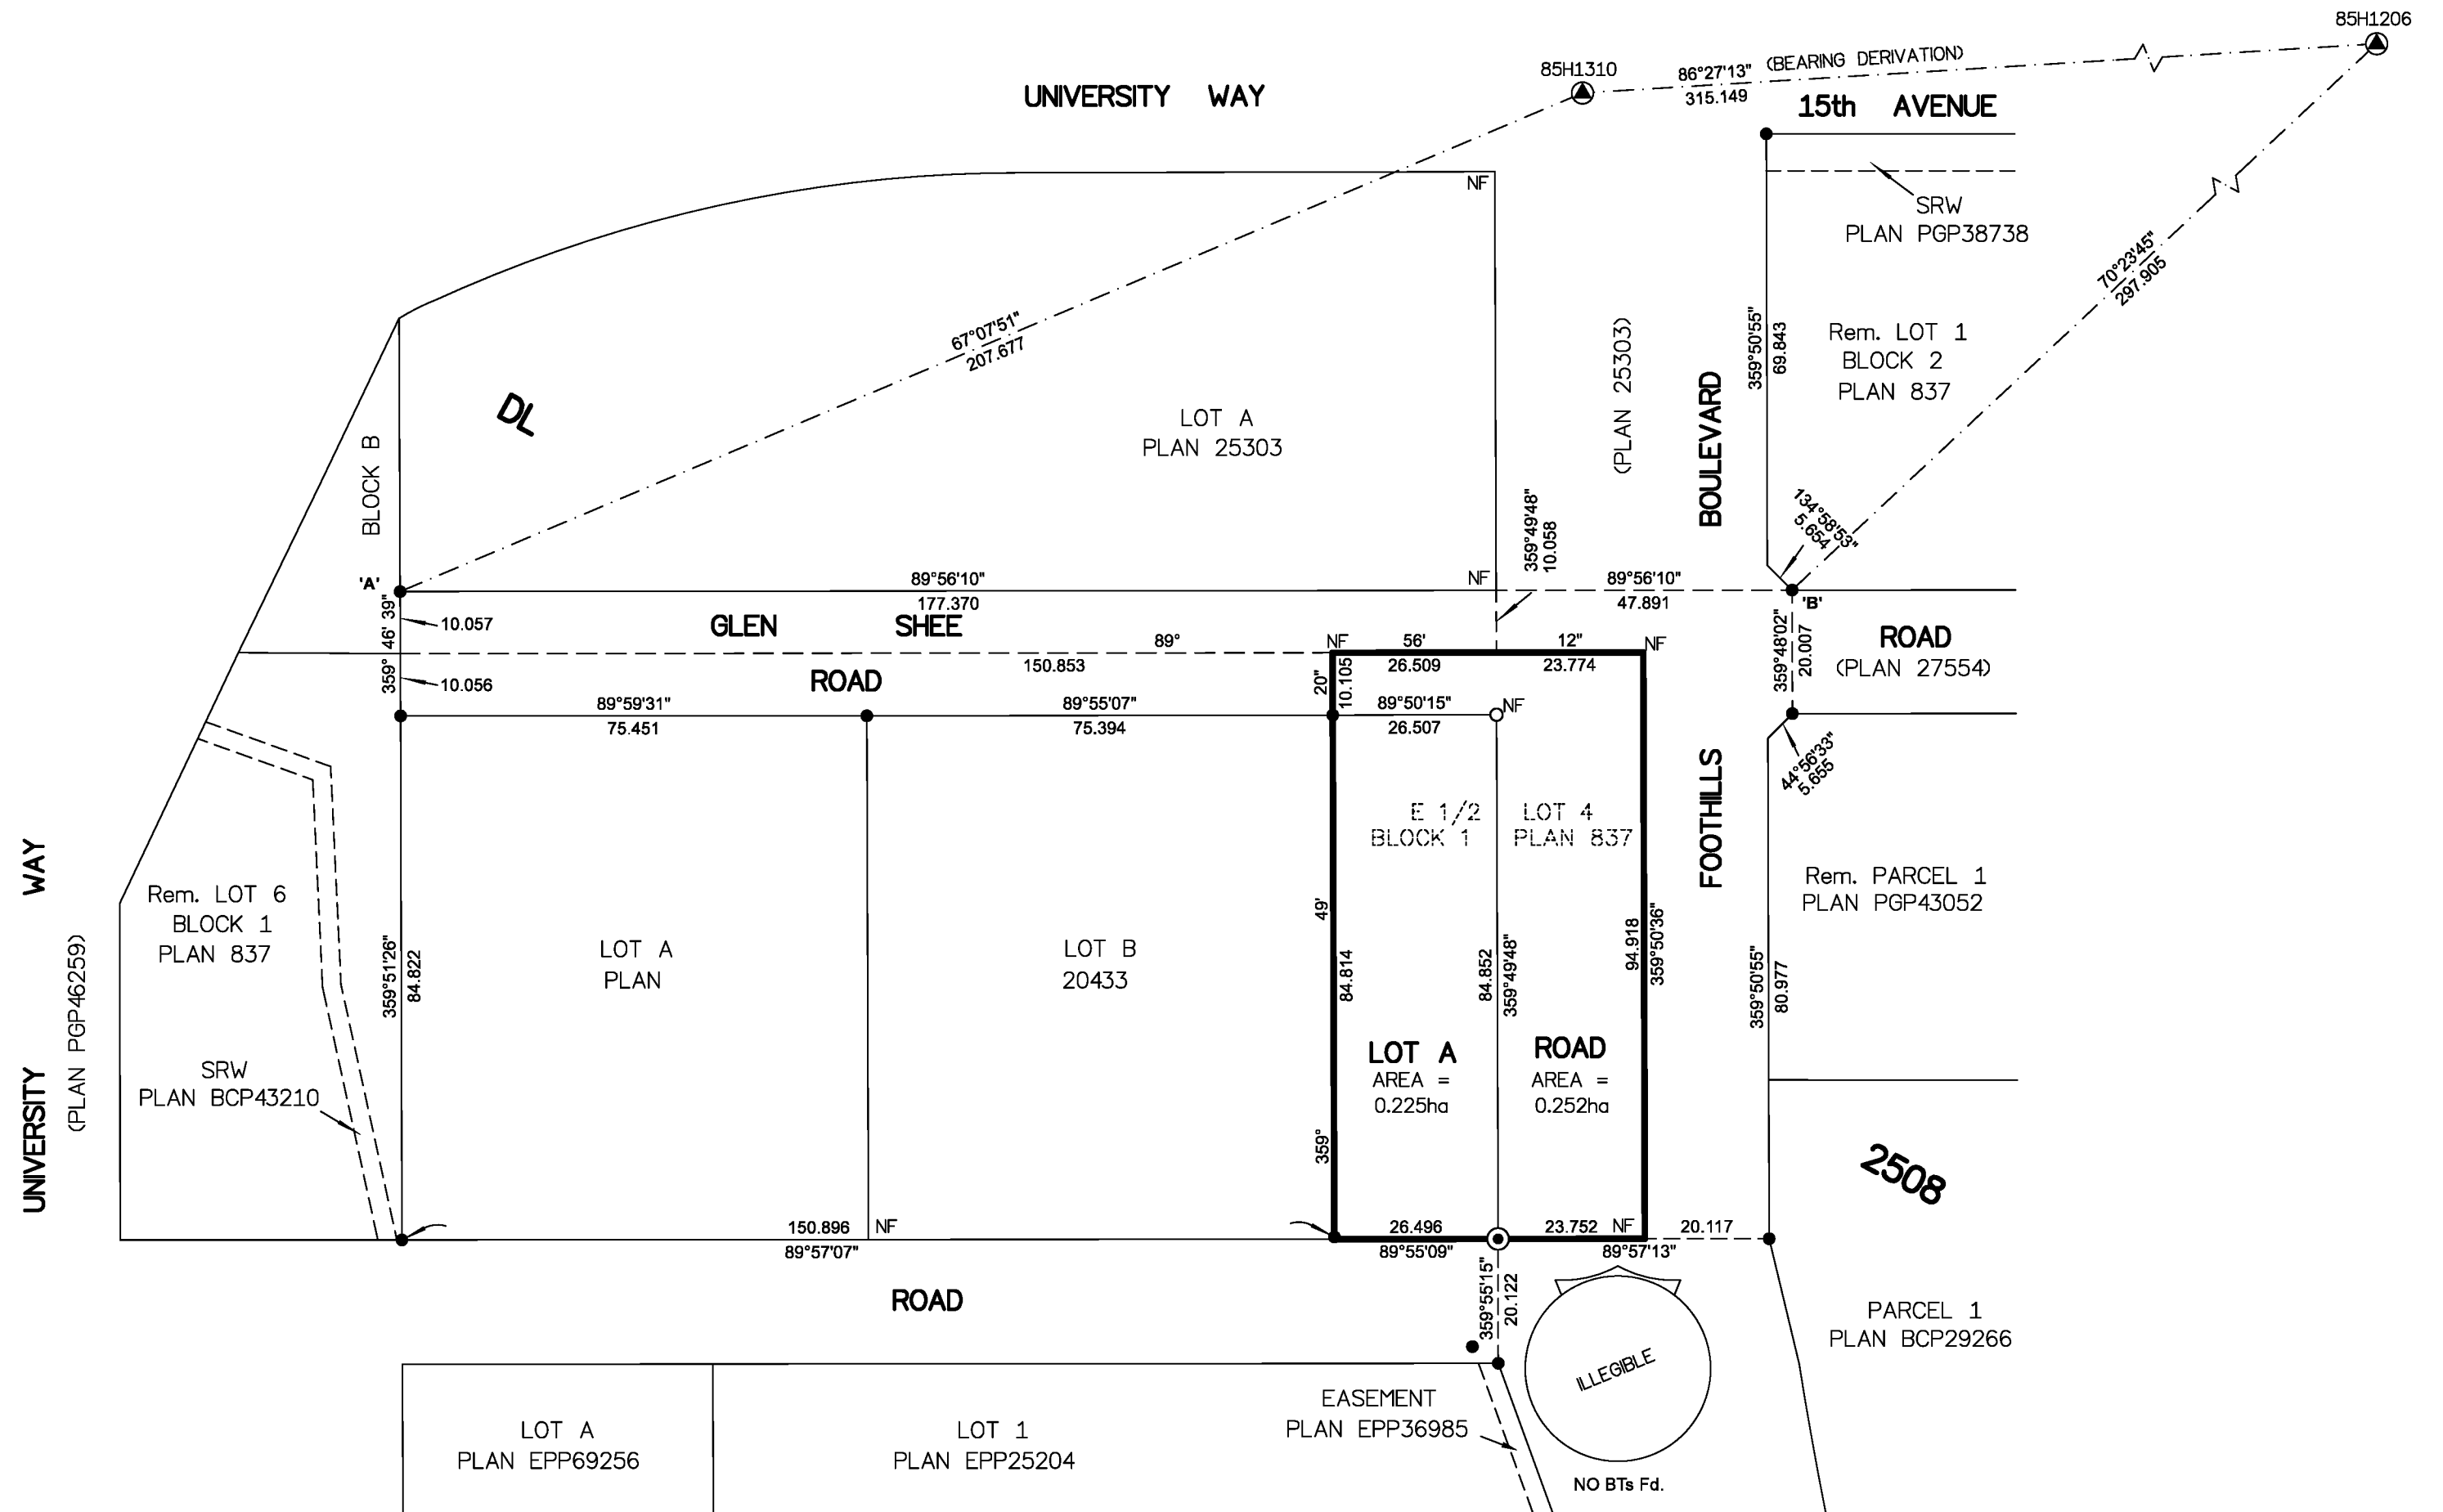 85H1206
85H1310
86°27'13" (BEARING DERIVATION)
315.149
UNIVERSITY WAY
15th AVENUE
NF
SRW
PLAN PGP38738
70°23'45"
297.905
67°07'51"
207.677
359°50'55"
69.843
Rem. LOT 1
BLOCK 2
PLAN 837
(PLAN 25303)
BOULEVARD
DL
LOT A
PLAN 25303
BLOCK B
134°58'53"
5.654
359°49'48"
10.058
'A'
89°56'10"
177.370
NF
89°56'10"
47.891
'B'
359° 46' 39"
10.057
10.056
GLEN SHEE
ROAD
89° 56' 12"
150.853
NF
26.509
23.774
NF
359°48'02"
20.007
ROAD
(PLAN 27554)
89°59'31"
75.451
89°55'07"
75.394
10.105
89°50'15"
26.507
NF
44°56'33"
5.655
FOOTHILLS
E 1/2 LOT 4
BLOCK 1 PLAN 837
UNIVERSITY WAY
(PLAN PGP46259)
Rem. LOT 6
BLOCK 1
PLAN 837
359°51'26"
84.822
LOT A
PLAN
LOT B
20433
359° 49' 20"
84.814
84.852
359°49'48"
94.918
359°50'36"
359°50'55"
80.977
Rem. PARCEL 1
PLAN PGP43052
LOT A
AREA =
0.225ha
ROAD
AREA =
0.252ha
SRW
PLAN BCP43210
2508
150.896 NF
89°57'07"
26.496
89°55'09"
23.752 NF
89°57'13"
20.117
ROAD
359°55'15"
20.122
ILLEGIBLE
NO BTs Fd.
PARCEL 1
PLAN BCP29266
EASEMENT
PLAN EPP36985
LOT A
PLAN EPP69256
LOT 1
PLAN EPP25204